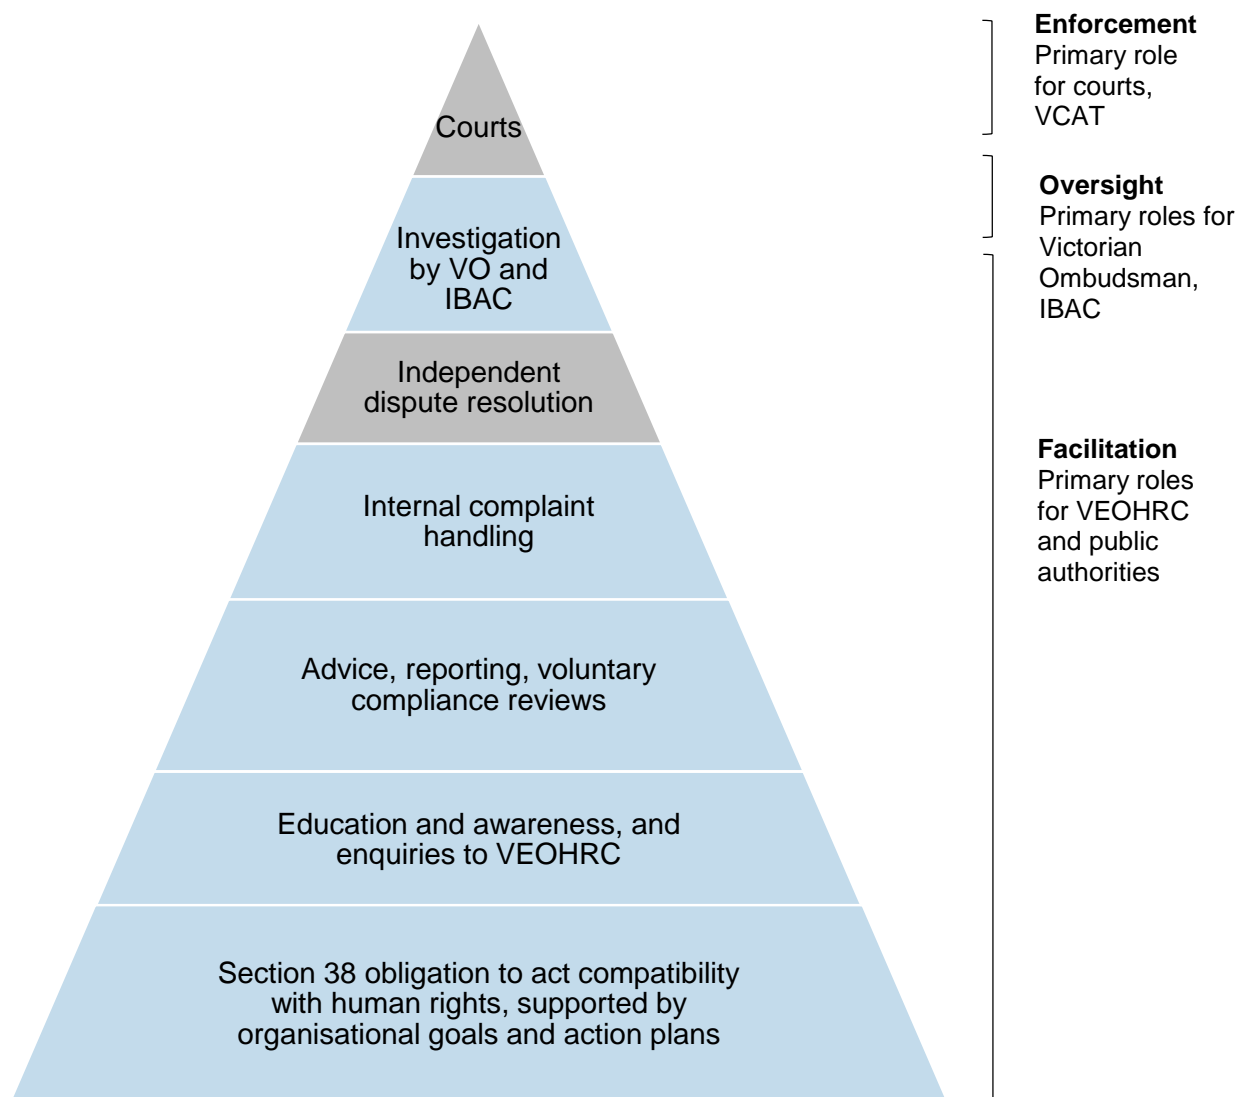 Courts
Investigation
by VO and
IBAC
Independent
dispute resolution
Internal complaint
handling
Advice, reporting, voluntary
compliance reviews
Education and awareness, and
enquiries to VEOHRC
Section 38 obligation to act compatibility
with human rights, supported by
organisational goals and action plans
Enforcement
Primary role
for courts,
VCAT
Oversight
Primary roles for
Victorian
Ombudsman,
IBAC
Facilitation
Primary roles
for VEOHRC
and public
authorities